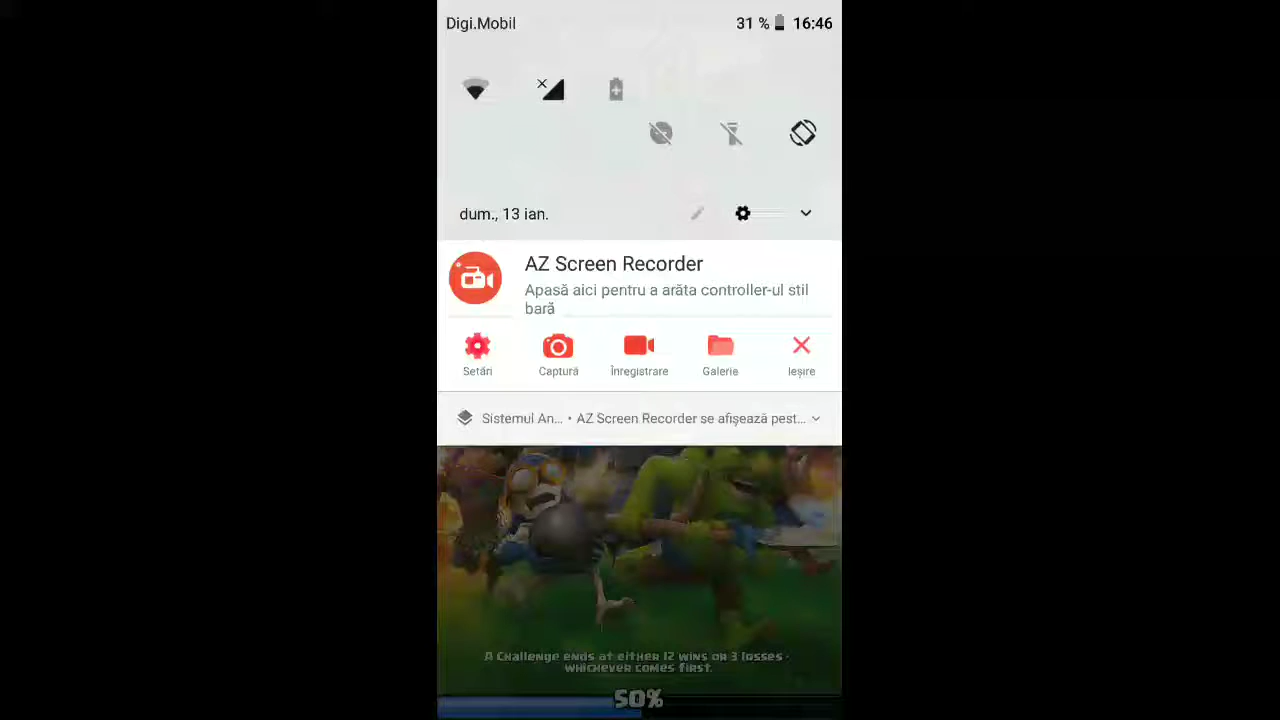 Digi.Mobil
31 % 16:46
dum., 13 ian.
AZ Screen Recorder
Apasă aici pentru a arăta controller-ul stil
bară
Setări Captură Înregistrare Galerie Ieșire
Sistemul An... • AZ Screen Recorder se afișează pest...
A Challenge ends at either 12 wins or 3 losses -
whichever comes first.
50%